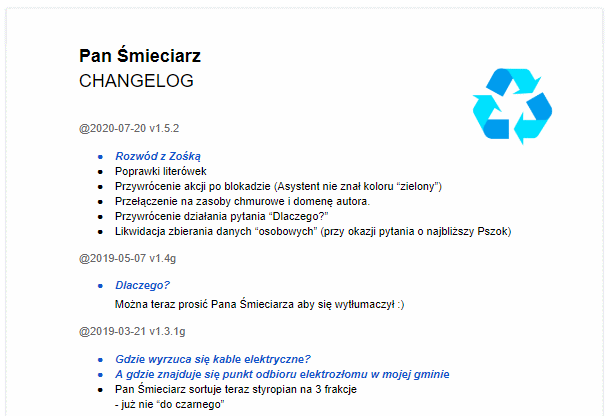 Pan Śmieciarz
CHANGELOG
@2020-07-20 v1.5.2
● Rozwód z Zośką
● Poprawki literówek
● Przywrócenie akcji po blokadzie (Asystent nie znał koloru “zielony”)
● Przełączenie na zasoby chmurowe i domenę autora.
● Przywrócenie działania pytania “Dlaczego?”
● Likwidacja zbierania danych “osobowych” (przy okazji pytania o najbliższy Pszok)
@2019-05-07 v1.4g
● Dlaczego?
Można teraz prosić Pana Śmieciarza aby się wytłumaczył :)
@2019-03-21 v1.3.1g
● Gdzie wyrzuca się kable elektryczne?
● A gdzie znajduje się punkt odbioru elektrozłomu w mojej gminie
● Pan Śmieciarz sortuje teraz styropian na 3 frakcje
- już nie “do czarnego”